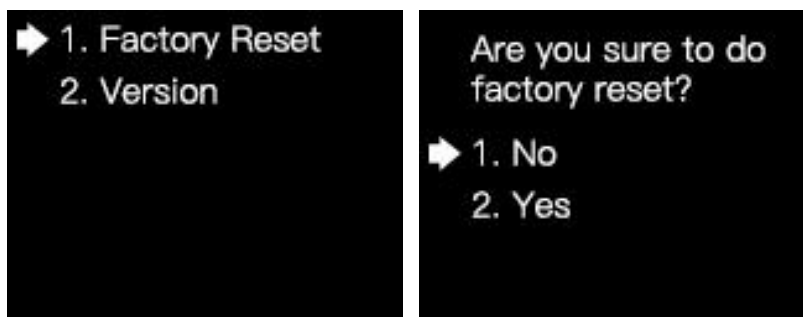 1. Factory Reset
2. Version
Are you sure to do
factory reset?
1. No
2. Yes